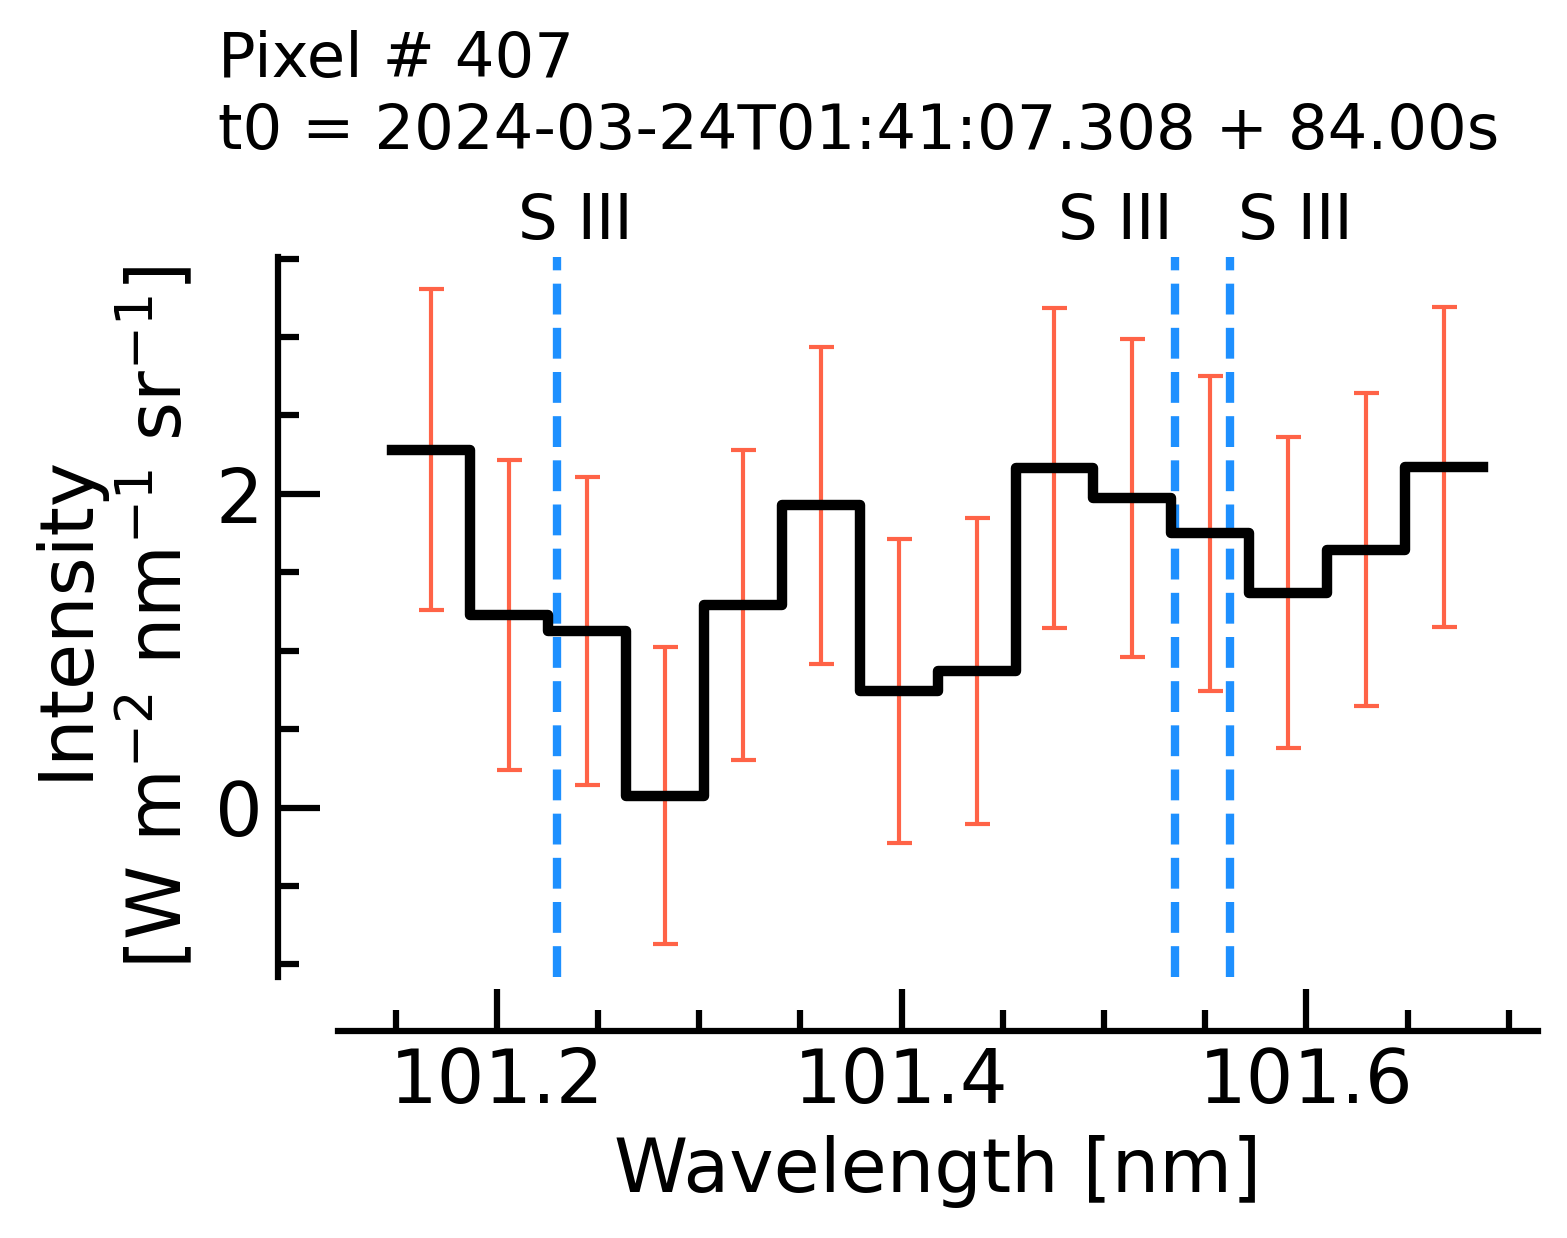 Pixel # 407
t0 = 2024-03-24T01:41:07.308 + 84.00s
S III S III S III
Intensity
[W m⁻² nm⁻¹ sr⁻¹]
2
0
101.2 101.4 101.6
Wavelength [nm]